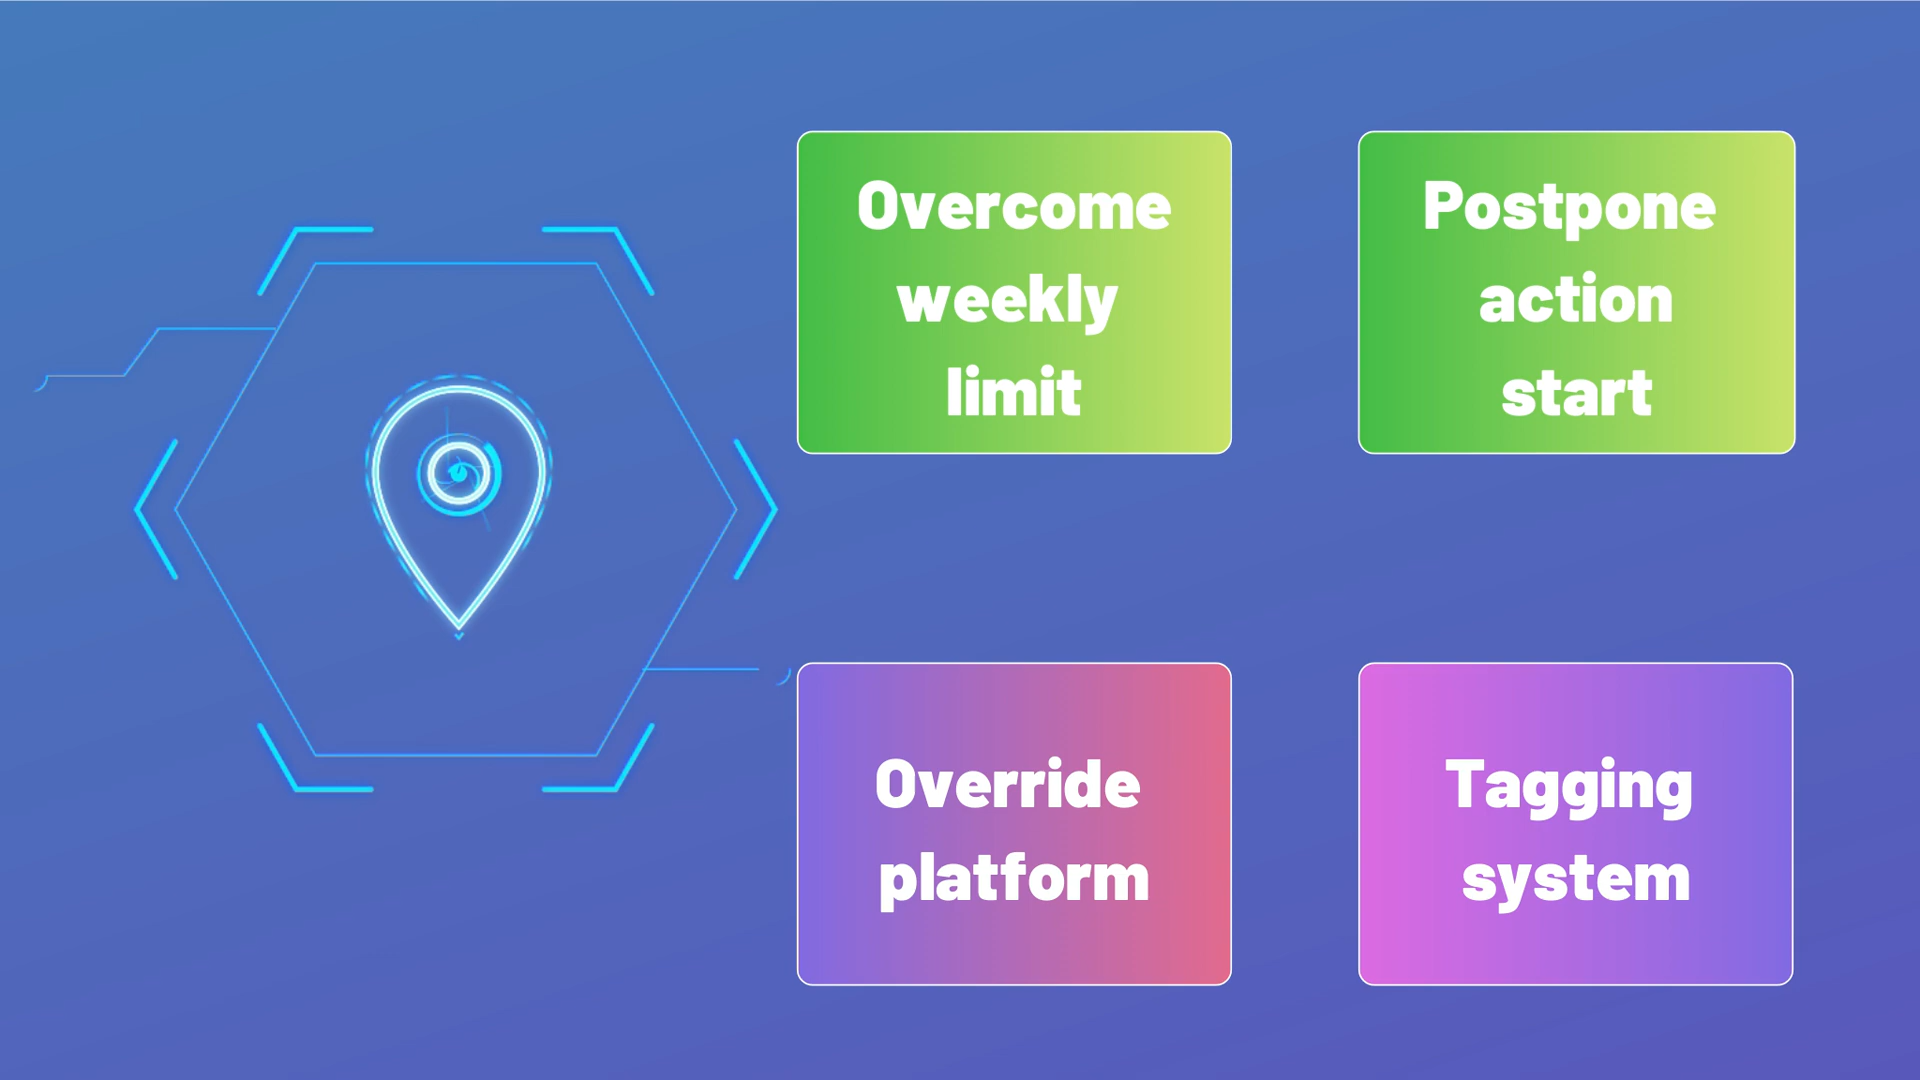 Overcome
weekly
limit
Postpone
action
start
Override
platform
Tagging
system